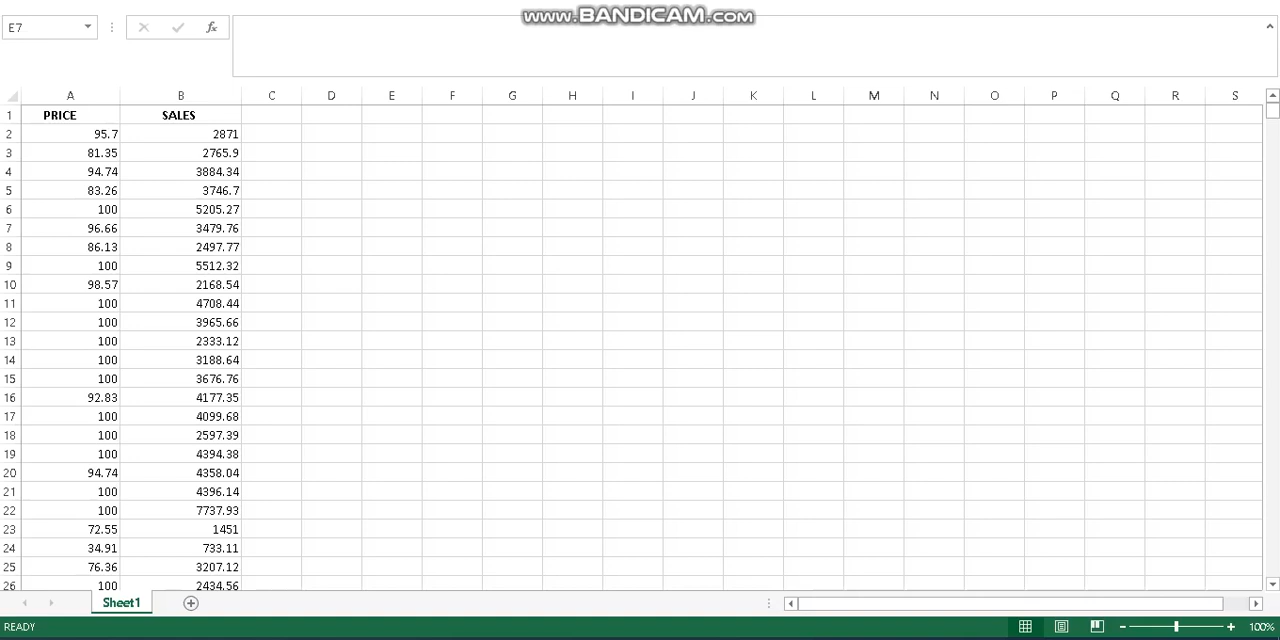 www.BANDICAM.com
E7
fx
A B C D E F G H I J K L M N O P Q R S
1 PRICE SALES
2 95.7 2871
3 81.35 2765.9
4 94.74 3884.34
5 83.26 3746.7
6 100 5205.27
7 96.66 3479.76
8 86.13 2497.77
9 100 5512.32
10 98.57 2168.54
11 100 4708.44
12 100 3965.66
13 100 2333.12
14 100 3188.64
15 100 3676.76
16 92.83 4177.35
17 100 4099.68
18 100 2597.39
19 100 4394.38
20 94.74 4358.04
21 100 4396.14
22 100 7737.93
23 72.55 1451
24 34.91 733.11
25 76.36 3207.12
26 100 2434.56
Sheet1
READY 100%